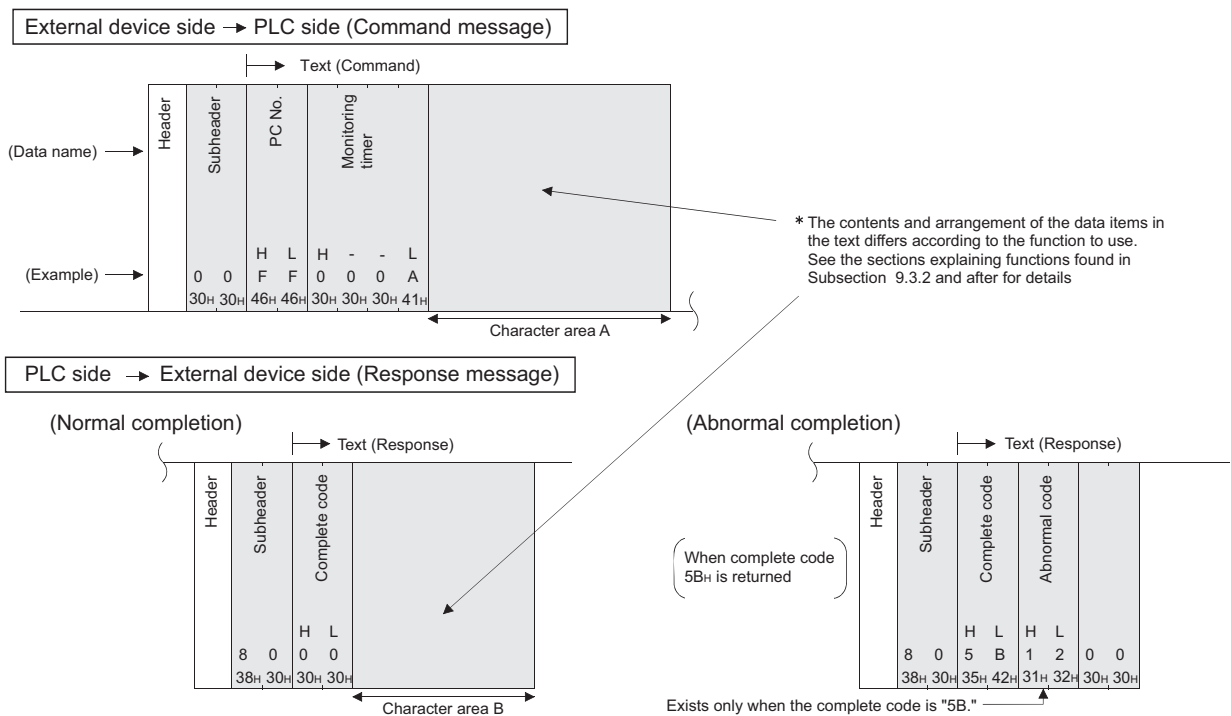 External device side → PLC side (Command message)
Text (Command)
(Data name)
Header
Subheader
PC No.
Monitoring
timer
H L H - - L
(Example)
0 0 F F 0 0 0 A
30H 30H 46H 46H 30H 30H 30H 41H
Character area A
* The contents and arrangement of the data items in
the text differs according to the function to use.
See the sections explaining functions found in
Subsection 9.3.2 and after for details
PLC side → External device side (Response message)
(Normal completion)
Text (Response)
Header
Subheader
Complete code
H L
8 0 0 0
38H 30H 30H 30H
Character area B
(Abnormal completion)
Text (Response)
When complete code
5BH is returned
Header
Subheader
Complete code
Abnormal code
H L H L
8 0 5 B 1 2 0 0
38H 30H 35H 42H 31H 32H 30H 30H
Exists only when the complete code is "5B."